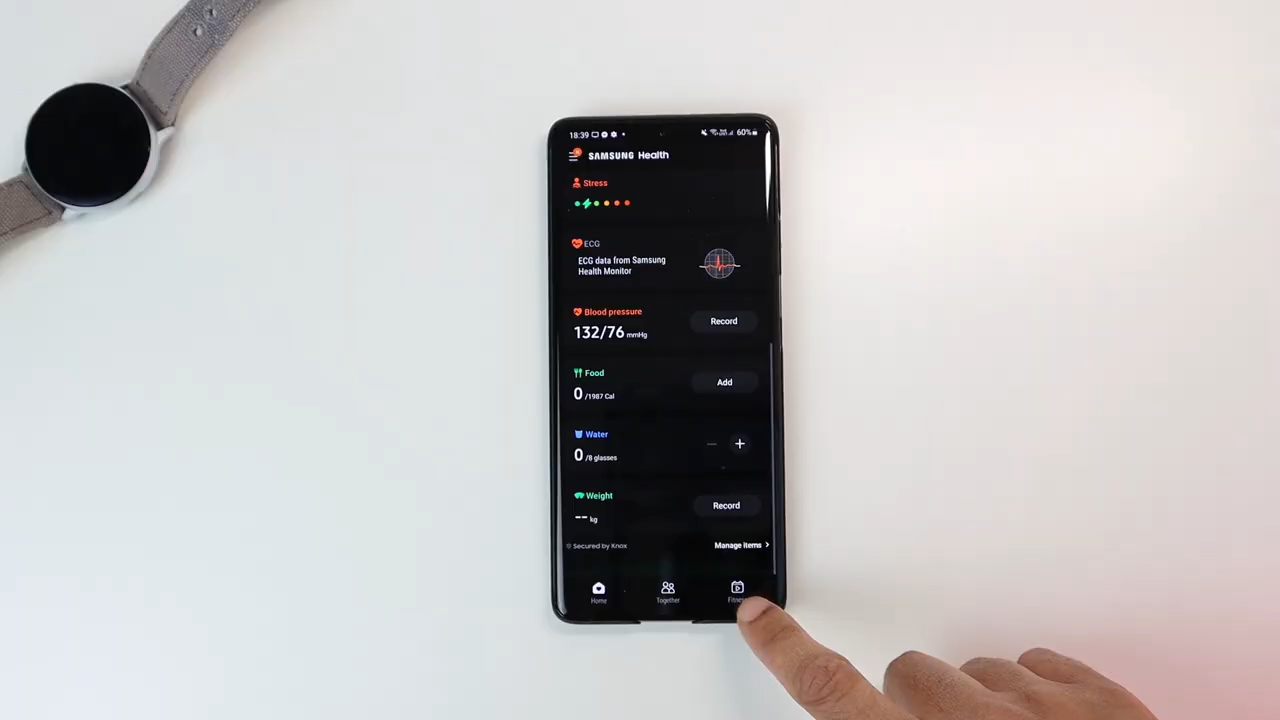 18:39 60%
SAMSUNG Health
Stress
ECG
ECG data from Samsung
Health Monitor
Blood pressure
132/76 mmHg
Record
Food
0 /1987 Cal
Add
Water
0 /8 glasses
Weight
-- kg
Record
Secured by Knox
Manage items
Home
Together